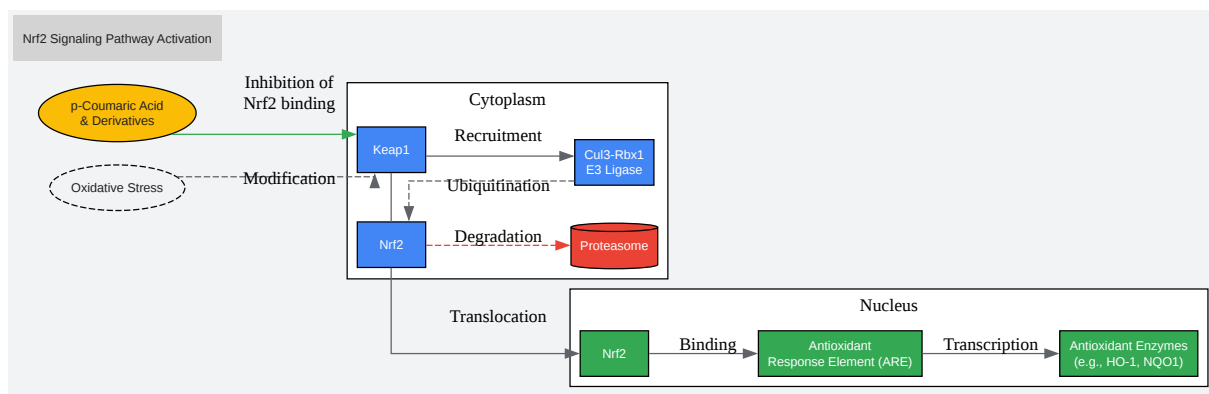 Nrf2 Signaling Pathway Activation
p-Coumaric Acid
& Derivatives
Inhibition of
Nrf2 binding
Oxidative Stress
Modification
Cytoplasm
Keap1
Recruitment
Cul3-Rbx1
E3 Ligase
Ubiquitination
Nrf2
Degradation
Proteasome
Translocation
Nucleus
Nrf2
Binding
Antioxidant
Response Element (ARE)
Transcription
Antioxidant Enzymes
(e.g., HO-1, NQO1)